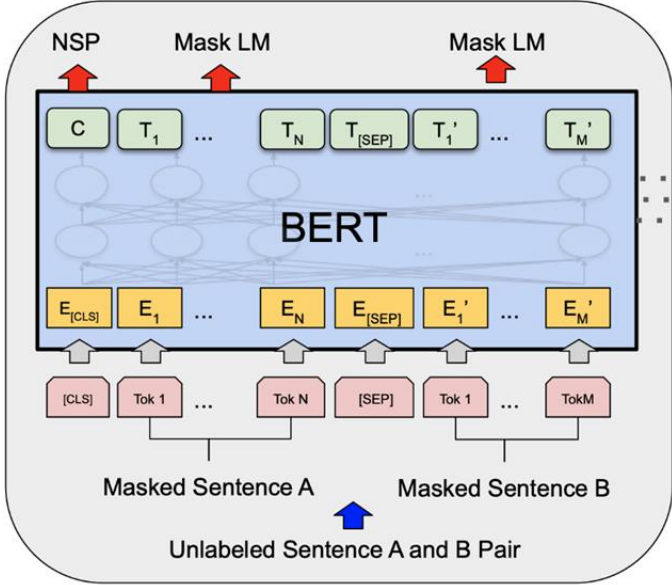 NSP Mask LM Mask LM
C T1 ... TN T[SEP] T1' ... TM'
...
BERT
...
E[CLS] E1 ... EN E[SEP] E1' ... EM'
[CLS] Tok 1 ... Tok N [SEP] Tok 1 ... TokM
Masked Sentence A Masked Sentence B
Unlabeled Sentence A and B Pair